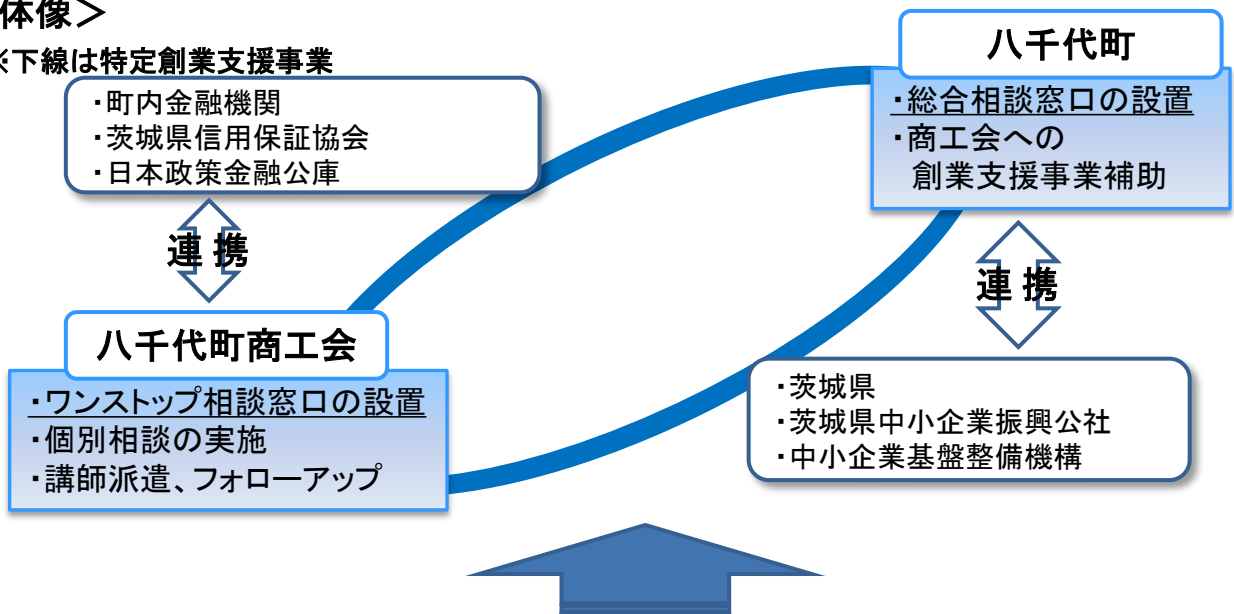 体像＞
※下線は特定創業支援事業
・町内金融機関
・茨城県信用保証協会
・日本政策金融公庫
連 携
八千代町商工会
・ワンストップ相談窓口の設置
・個別相談の実施
・講師派遣、フォローアップ
八千代町
・総合相談窓口の設置
・商工会への
創業支援事業補助
連 携
・茨城県
・茨城県中小企業振興公社
・中小企業基盤整備機構